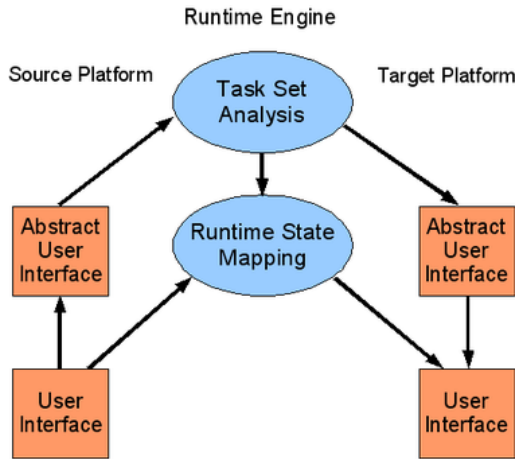 Runtime Engine
Source Platform
Target Platform
Task Set
Analysis
Abstract
User
Interface
Runtime State
Mapping
Abstract
User
Interface
User
Interface
User
Interface